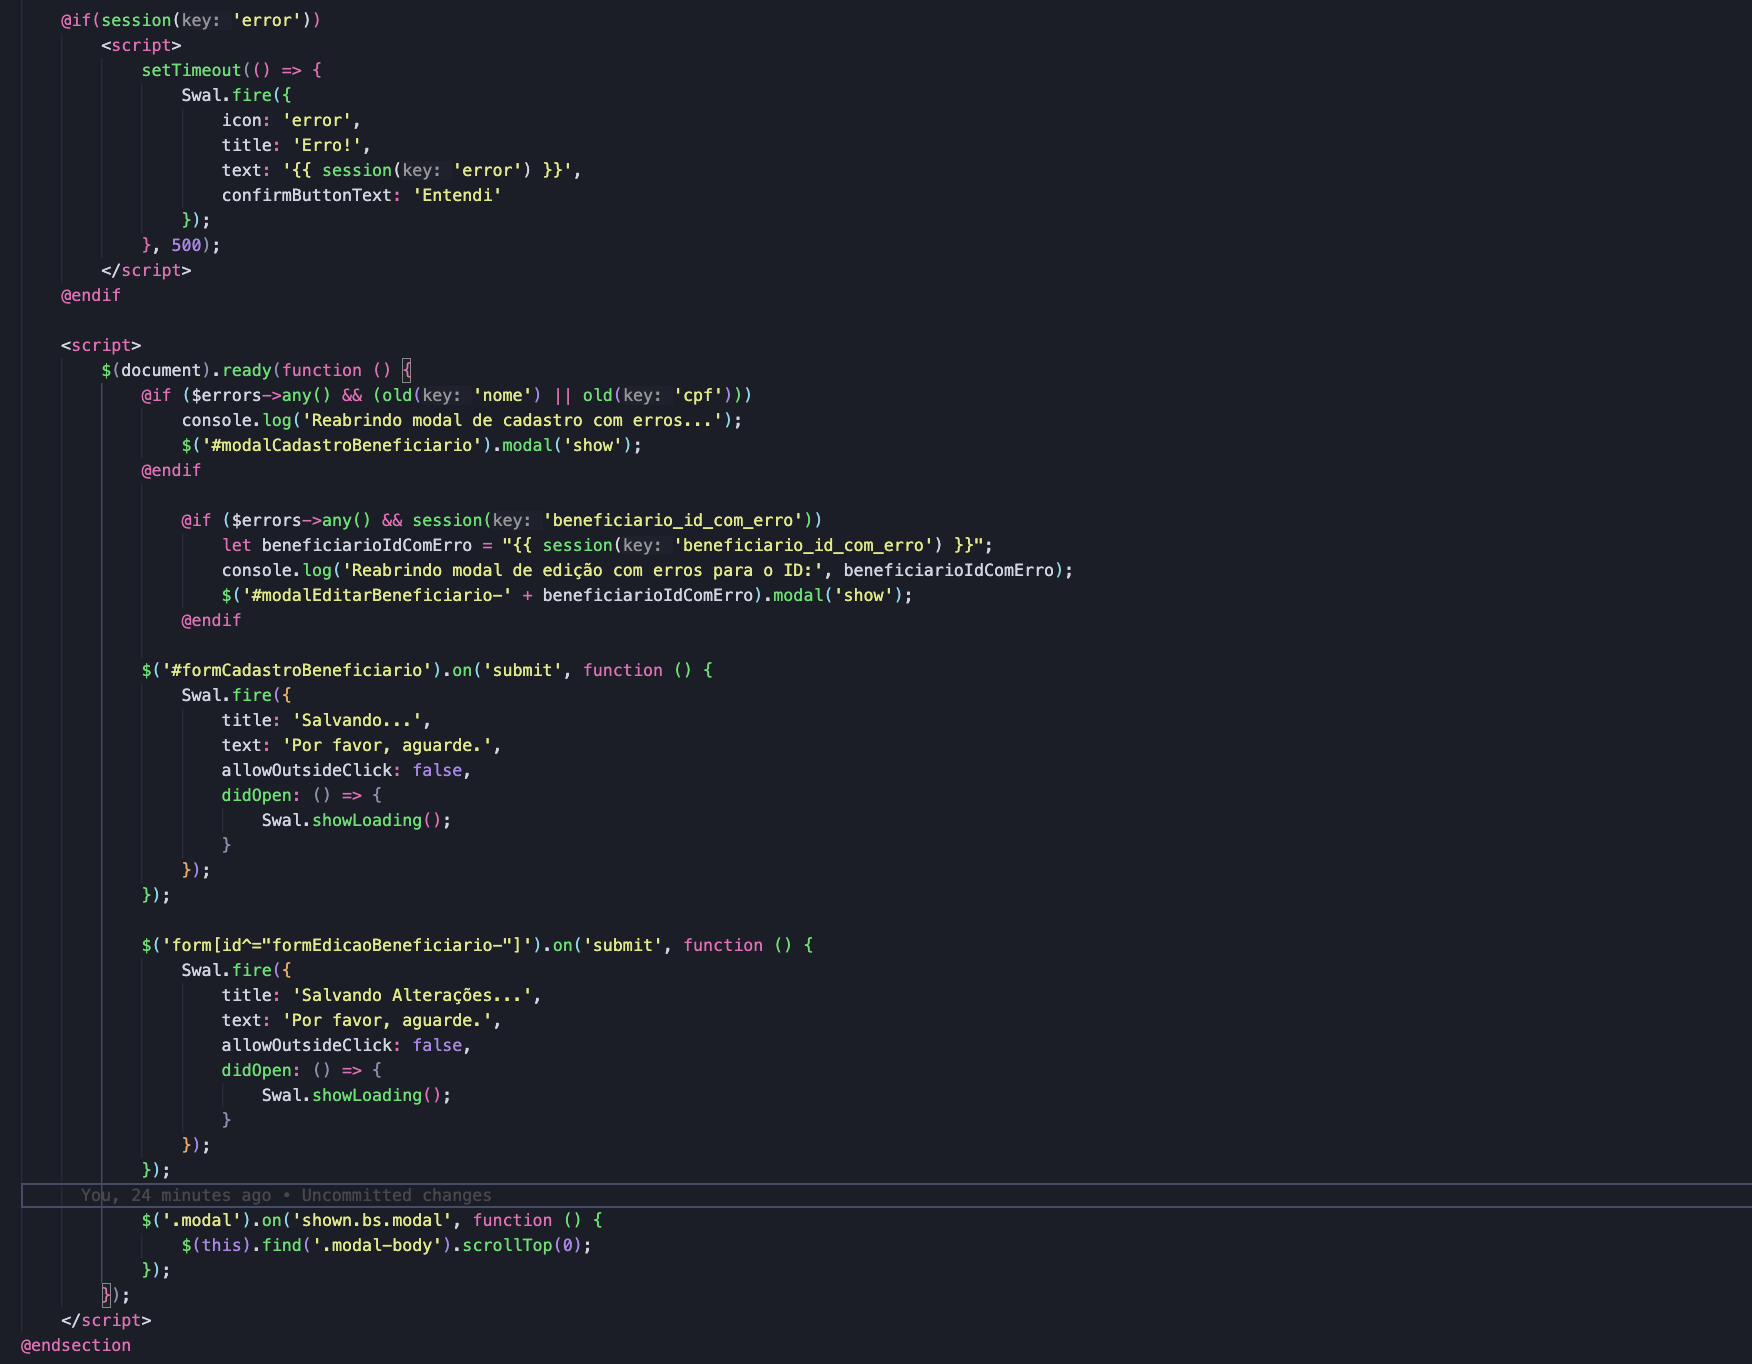 @if(session(key: 'error'))
<script>
setTimeout(() => {
Swal.fire({
icon: 'error',
title: 'Erro!',
text: '{{ session(key: 'error') }}',
confirmButtonText: 'Entendi'
});
}, 500);
</script>
@endif
<script>
$(document).ready(function () {
@if ($errors->any() && (old(key: 'nome') || old(key: 'cpf')))
console.log('Reabrindo modal de cadastro com erros...');
$('#modalCadastroBeneficiario').modal('show');
@endif
@if ($errors->any() && session(key: 'beneficiario_id_com_erro'))
let beneficiarioIdComErro = "{{ session(key: 'beneficiario_id_com_erro') }}";
console.log('Reabrindo modal de edição com erros para o ID:', beneficiarioIdComErro);
$('#modalEditarBeneficiario-' + beneficiarioIdComErro).modal('show');
@endif
$('#formCadastroBeneficiario').on('submit', function () {
Swal.fire({
title: 'Salvando...',
text: 'Por favor, aguarde.',
allowOutsideClick: false,
didOpen: () => {
Swal.showLoading();
}
});
});
$('form[id^="formEdicaoBeneficiario-"]').on('submit', function () {
Swal.fire({
title: 'Salvando Alterações...',
text: 'Por favor, aguarde.',
allowOutsideClick: false,
didOpen: () => {
Swal.showLoading();
}
});
});
You, 24 minutes ago • Uncommitted changes
$('.modal').on('shown.bs.modal', function () {
$(this).find('.modal-body').scrollTop(0);
});
});
</script>
@endsection